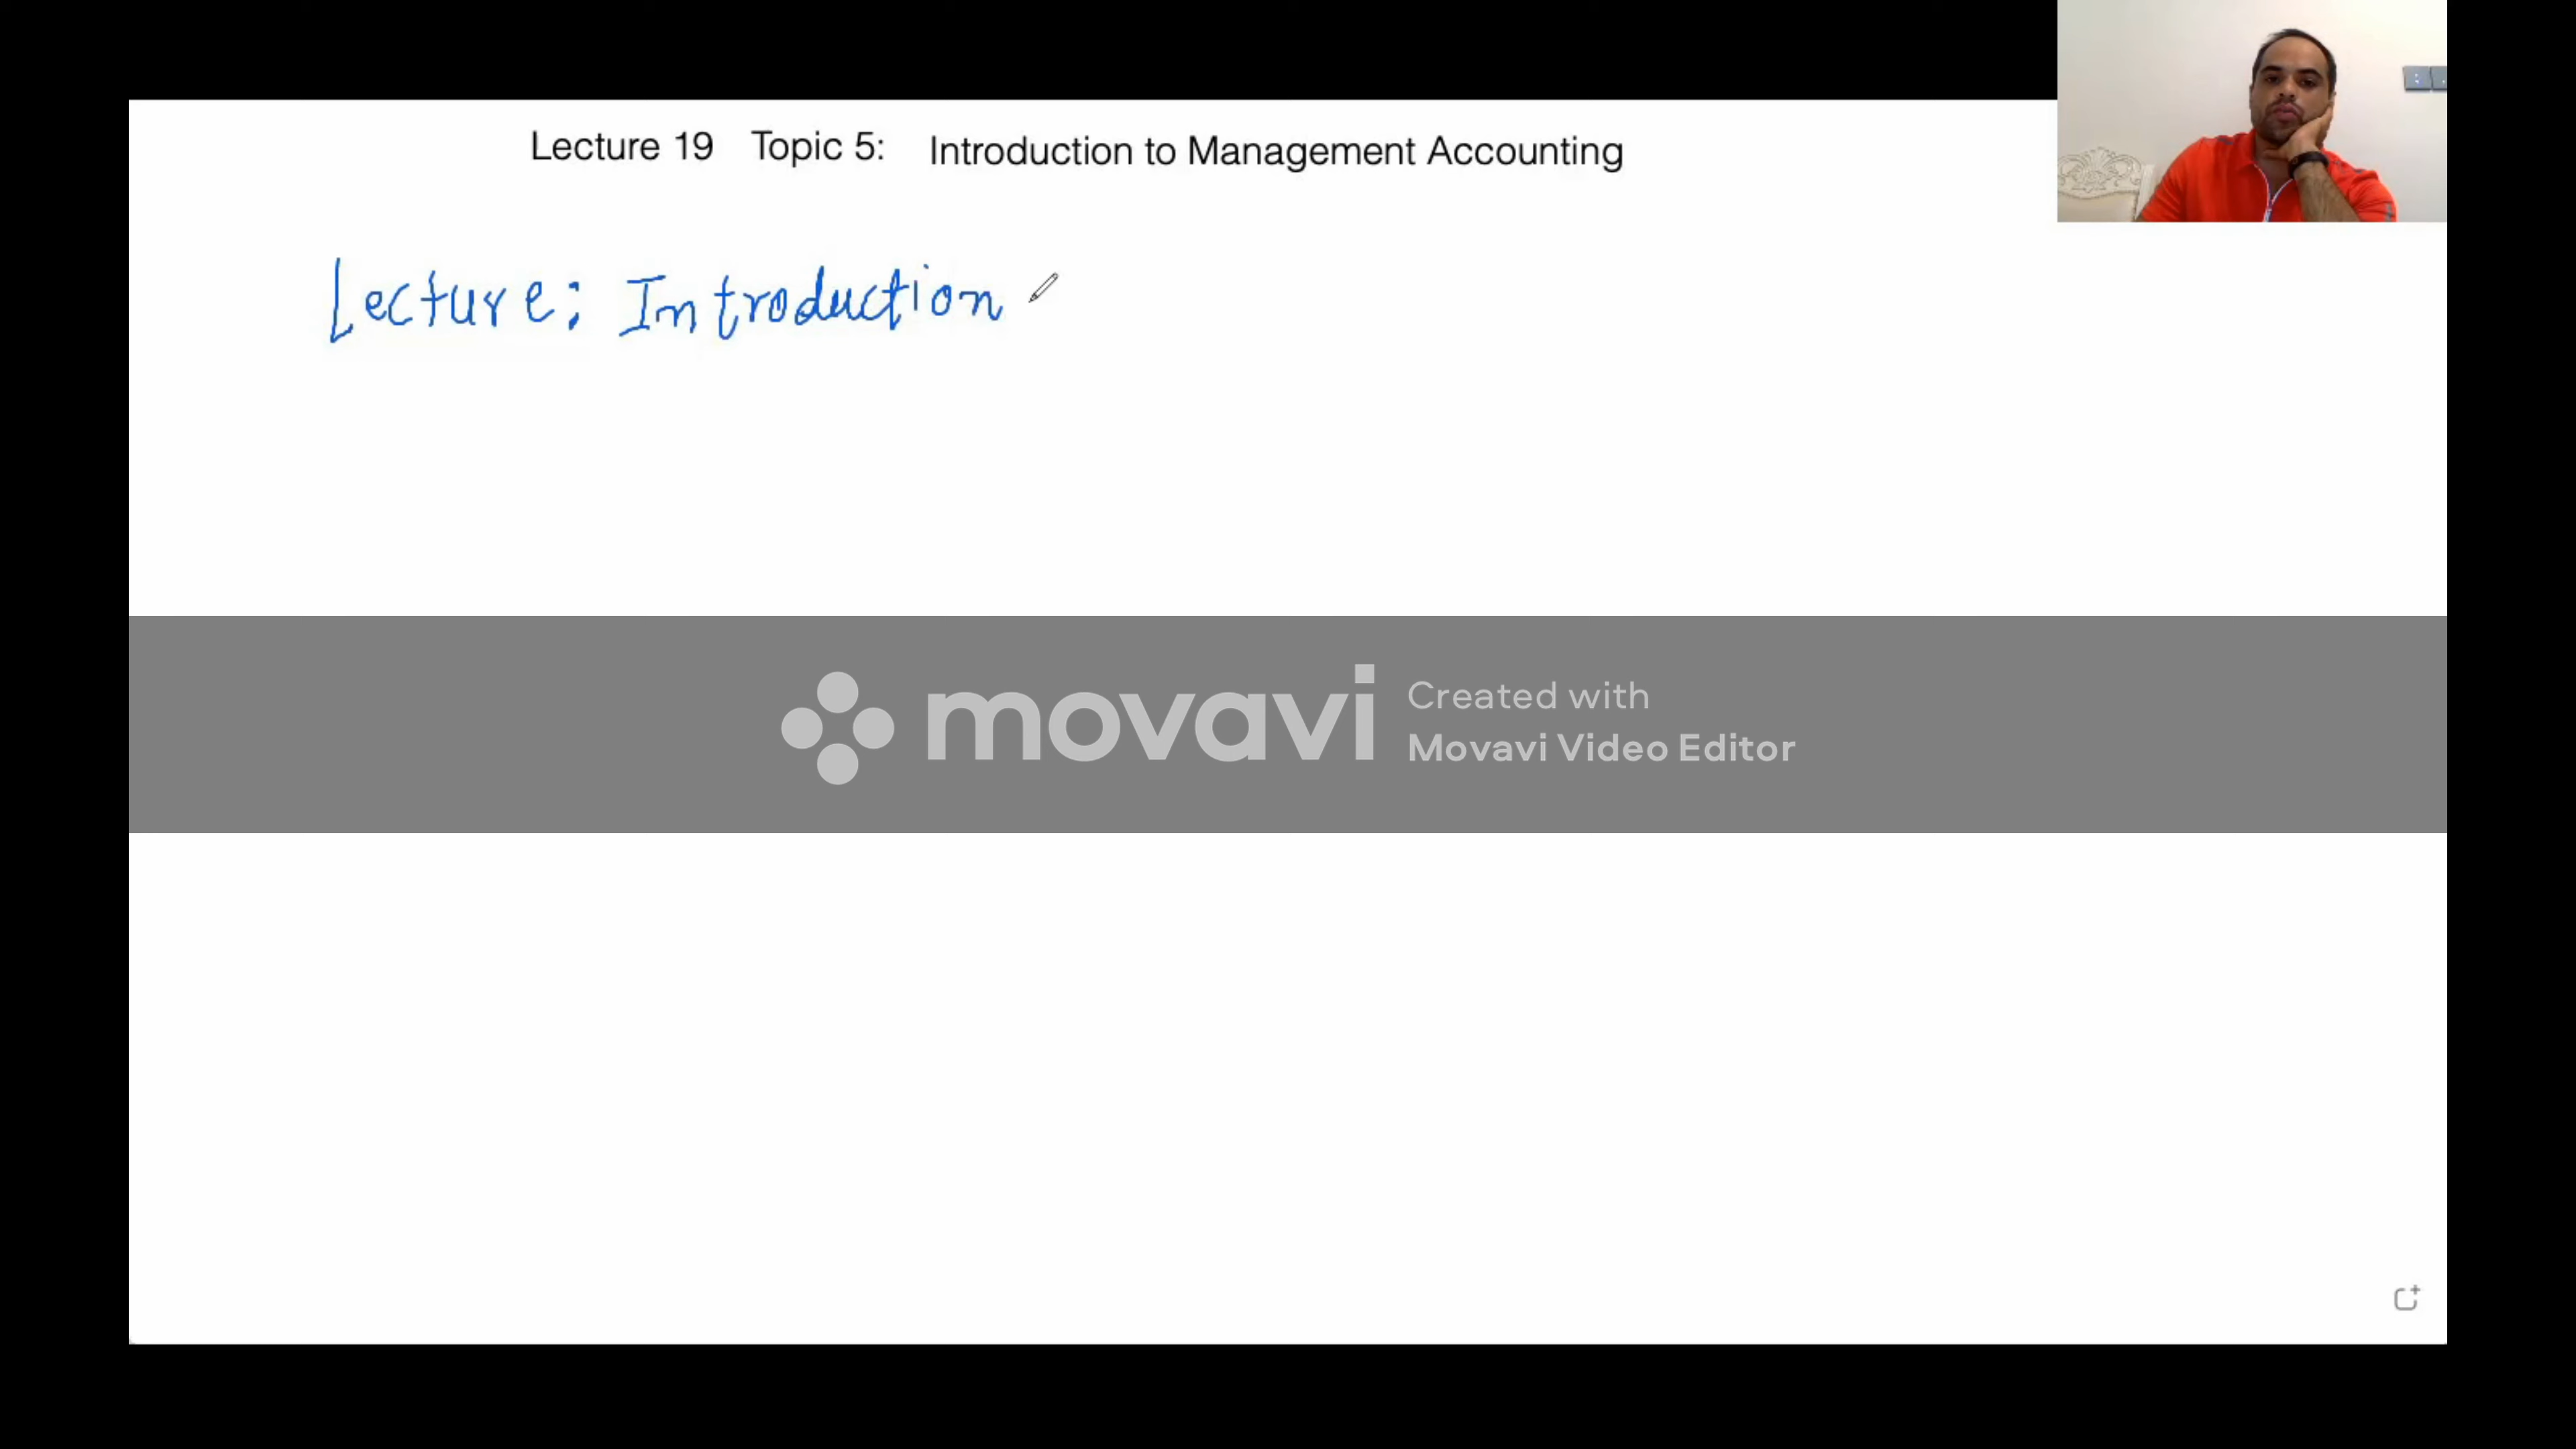 Lecture 19 Topic 5: Introduction to Management Accounting
Lecture: Introduction
movavi
Created with
Movavi Video Editor